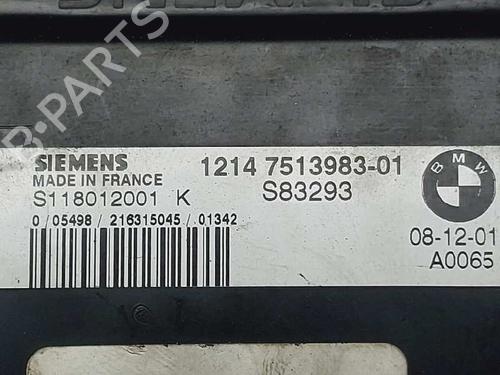 B-PARTS
SIEMENS
MADE IN FRANCE
S118012001 K
0 / 05498 / 216315045 / 01342
1214 7513983-01
S83293
BMW
08-12-01
A0065